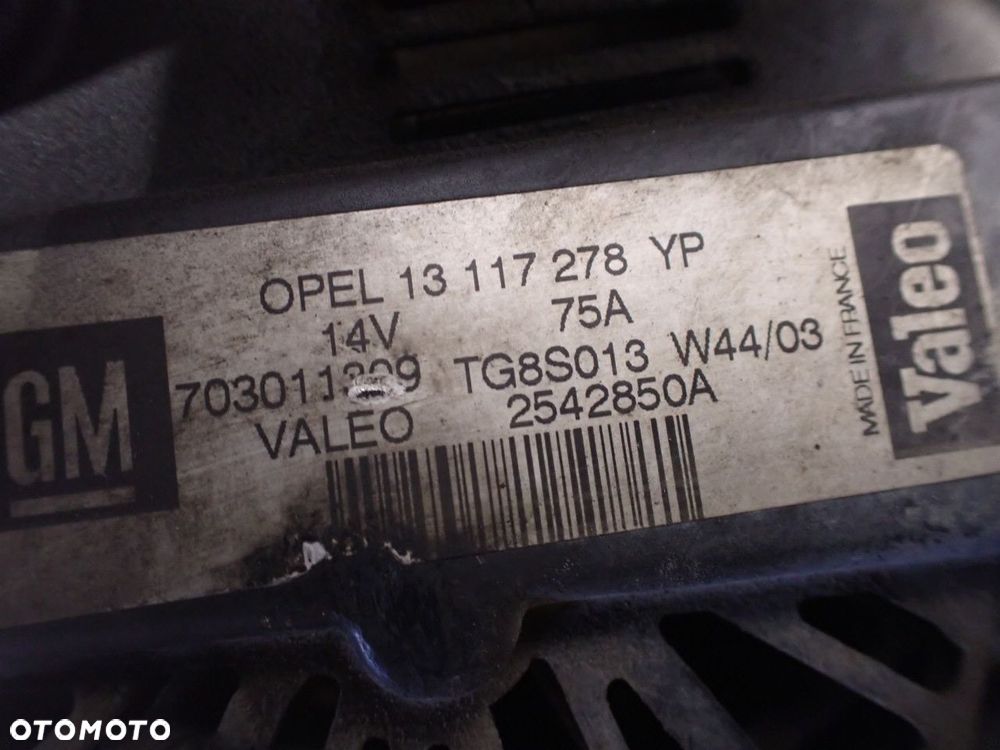 OPEL 13 117 278 YP
14V 75A
TG8S013 W44/03
VALEO 2542850A
GM
MADE IN FRANCE
Valeo
OTOMOTO